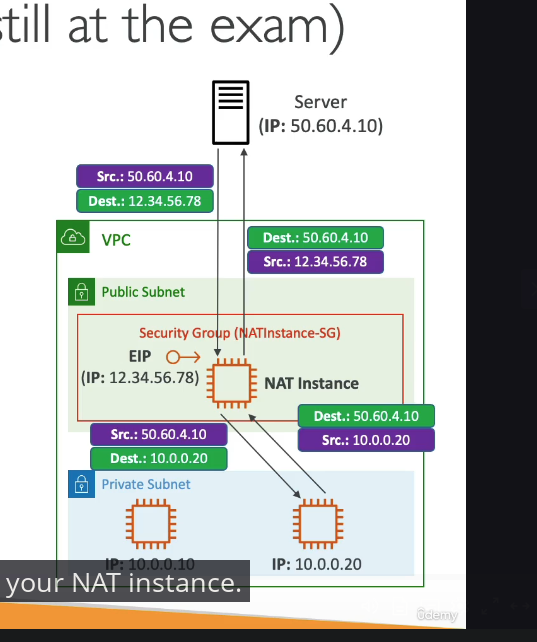 still at the exam)
Server
(IP: 50.60.4.10)
Src.: 50.60.4.10
Dest.: 12.34.56.78
VPC
Dest.: 50.60.4.10
Src.: 12.34.56.78
Public Subnet
Security Group (NATInstance-SG)
EIP
(IP: 12.34.56.78)
NAT Instance
Dest.: 50.60.4.10
Src.: 10.0.0.20
Src.: 50.60.4.10
Dest.: 10.0.0.20
Private Subnet
IP: 10.0.0.10
IP: 10.0.0.20
your NAT instance.
ûdemy